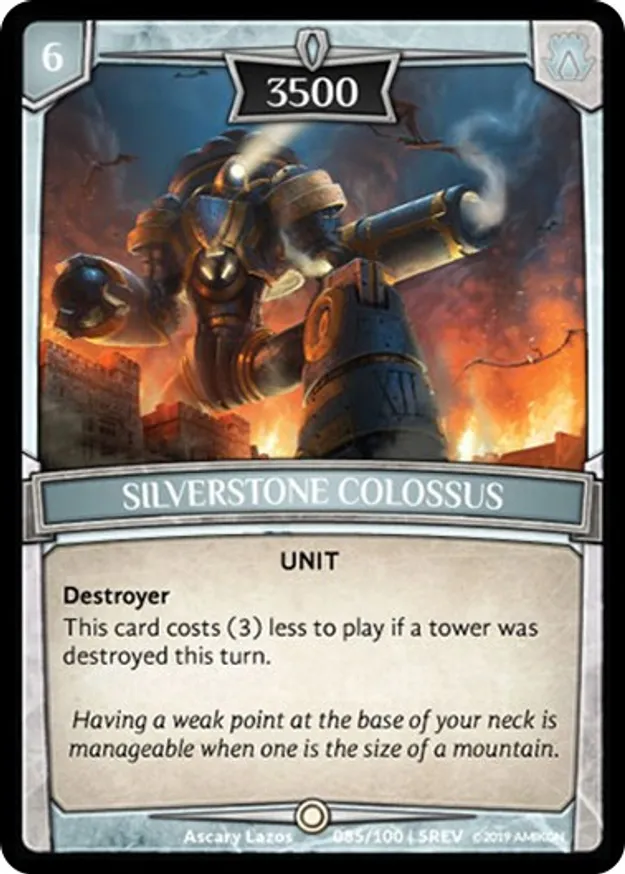 6
3500
XII
SILVERSTONE COLOSSUS
UNIT
Destroyer
This card costs (3) less to play if a tower was
destroyed this turn.
Having a weak point at the base of your neck is
manageable when one is the size of a mountain.
Ascary Lazos 085/100 | SREV ©2019 AMIKON